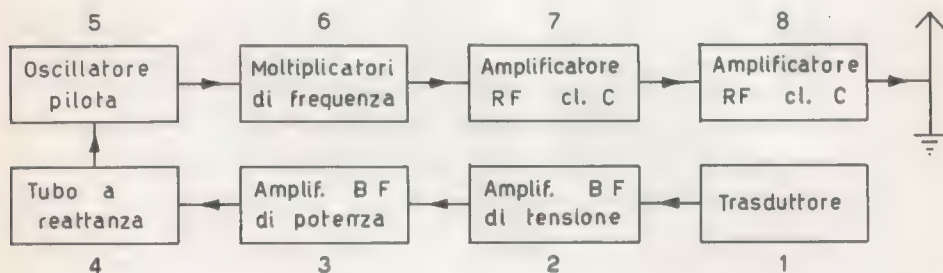 5
6
7
8
Oscillatore
pilota
Moltiplicatori
di frequenza
Amplificatore
RF cl. C
Amplificatore
RF cl. C
Tubo a
reattanza
Amplif. BF
di potenza
Amplif. BF
di tensione
Trasduttore
4
3
2
1